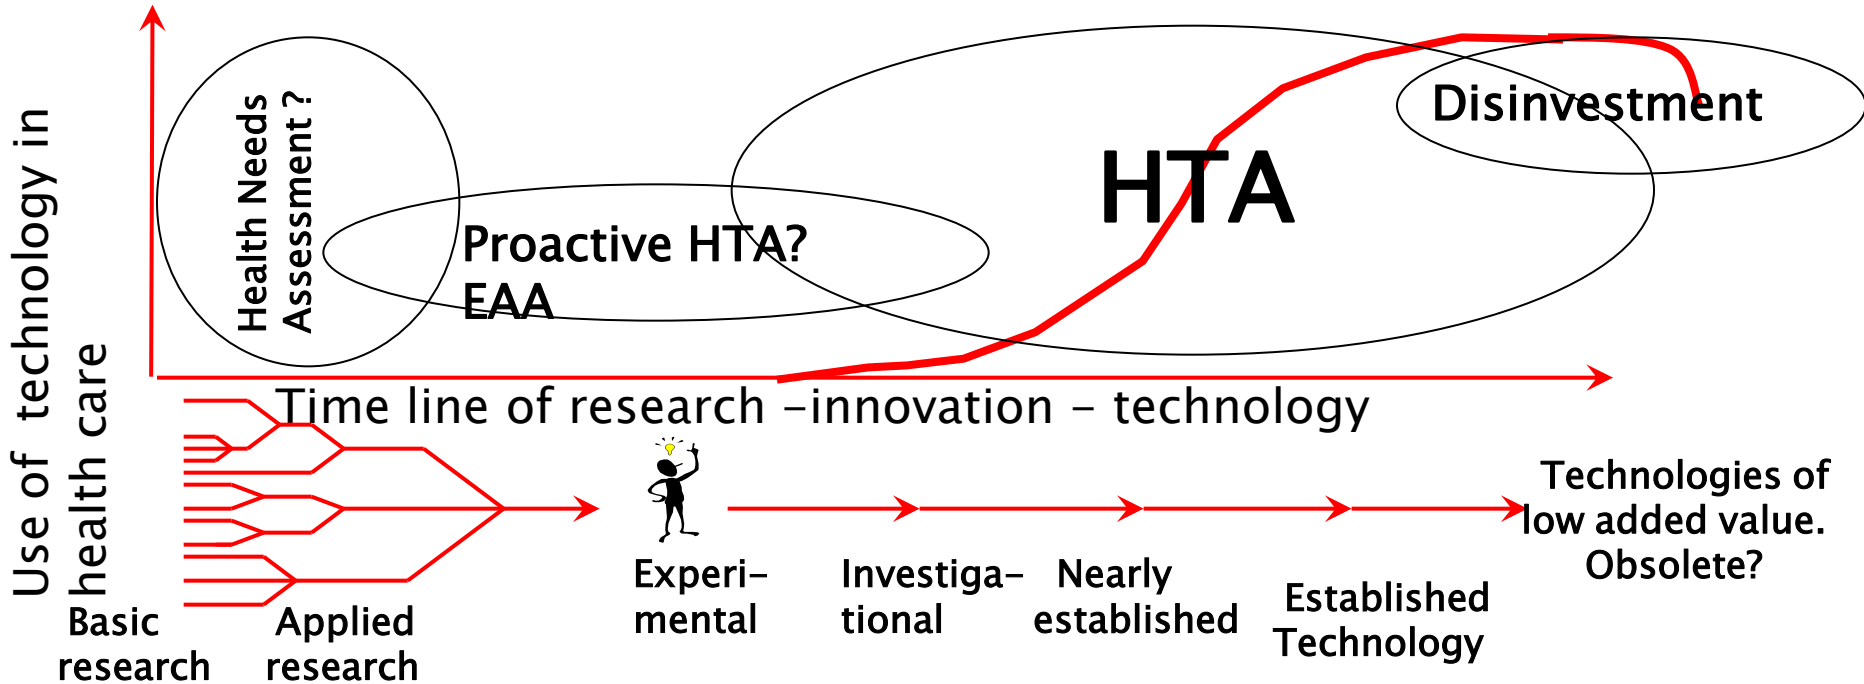 Use of technology in
health care
Health Needs
Assessment ?
Proactive HTA?
EAA
HTA
Disinvestment
Time line of research –innovation – technology
Basic
research
Applied
research
Experi–
mental
Investiga–
tional
Nearly
established
Established
Technology
Technologies of
low added value.
Obsolete?